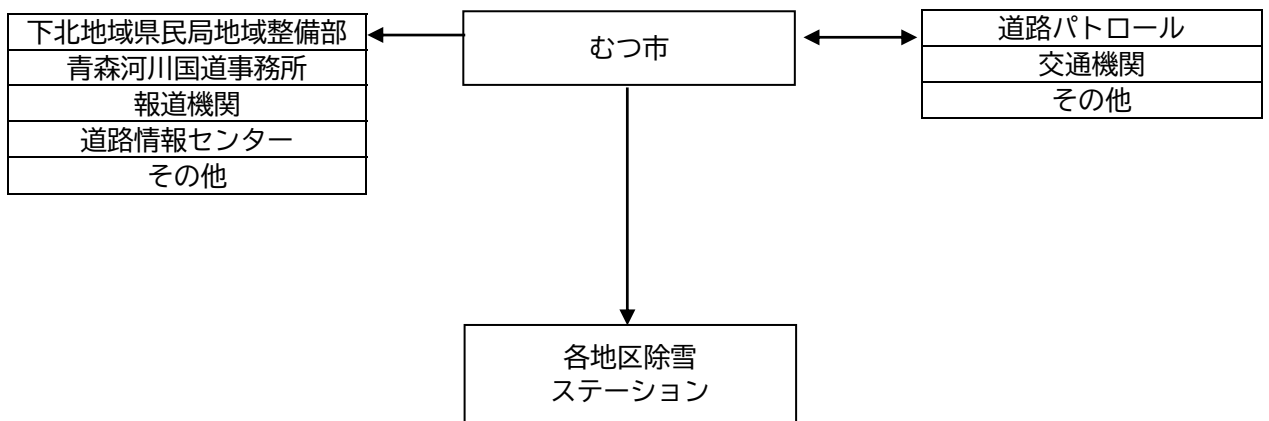 下北地域県民局地域整備部
青森河川国道事務所
報道機関
道路情報センター
その他
むつ市
道路パトロール
交通機関
その他
各地区除雪
ステーション